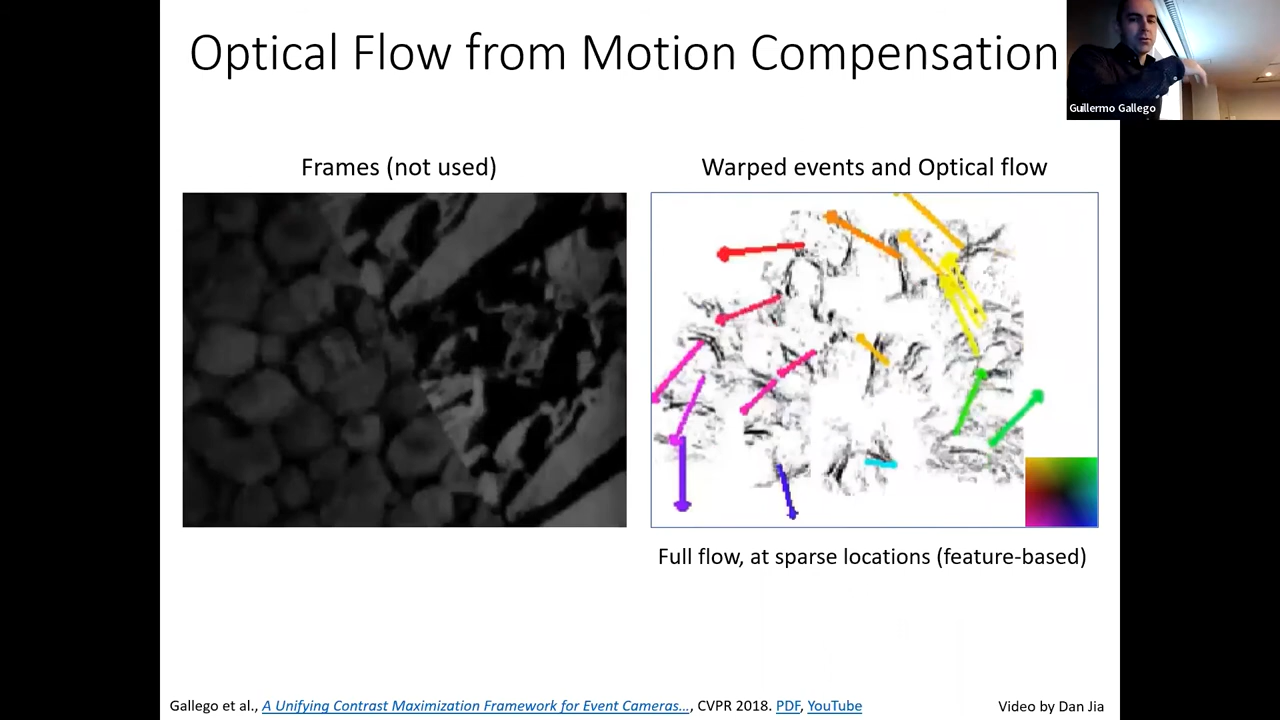 Optical Flow from Motion Compensation
Guillermo Gallego
Frames (not used)
Warped events and Optical flow
Full flow, at sparse locations (feature-based)
Gallego et al., A Unifying Contrast Maximization Framework for Event Cameras..., CVPR 2018. PDF, YouTube
Video by Dan Jia